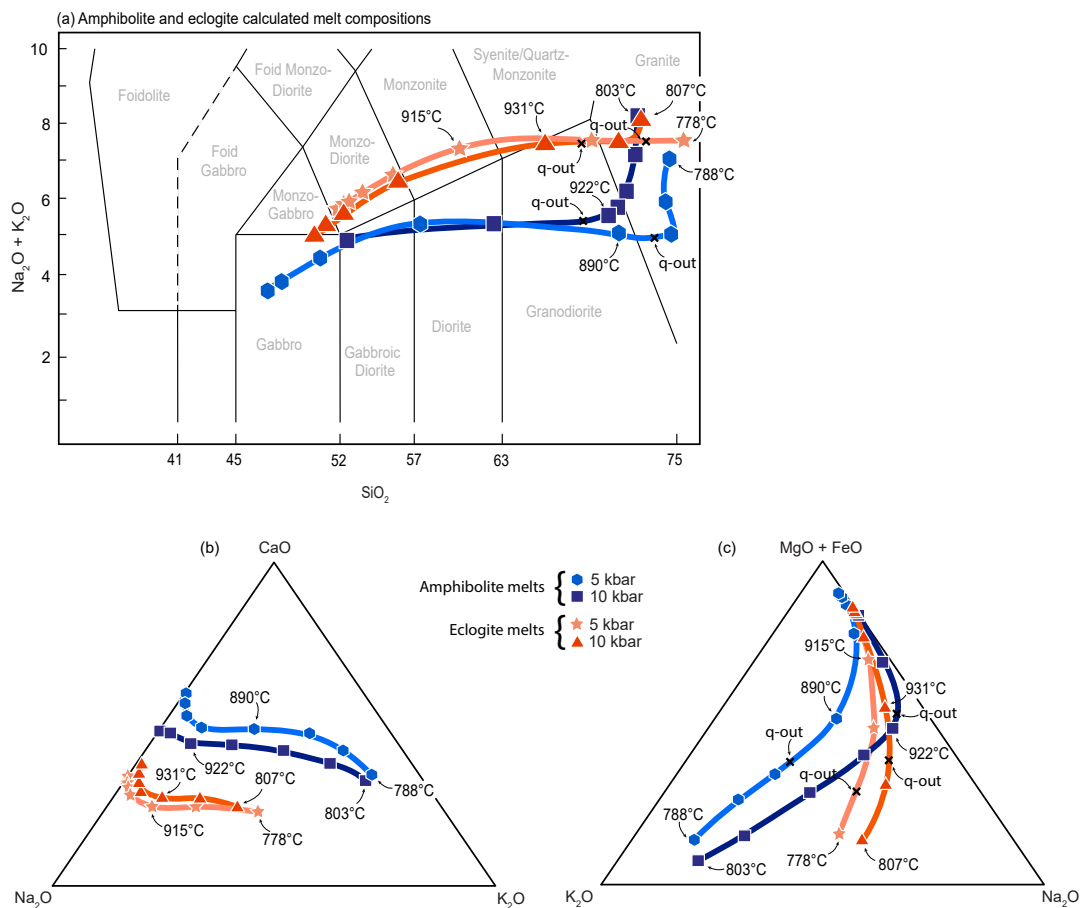 (a) Amphibolite and eclogite calculated melt compositions
10
8
6
4
2
Na₂O + K₂O
41
45
52
57
63
75
SiO₂
Foidolite
Foid Monzo-
Diorite
Foid
Gabbro
Monzo-
Gabbro
Monzo-
Diorite
Monzonite
Syenite/Quartz-
Monzonite
Granite
Gabbro
Gabbroic
Diorite
Diorite
Granodiorite
915°C
931°C
803°C
807°C
q-out
778°C
q-out
788°C
922°C
q-out
890°C
q-out
(b)
CaO
890°C
922°C
931°C
807°C
788°C
803°C
915°C
778°C
Na₂O
K₂O
Amphibolite melts
5 kbar
10 kbar
Eclogite melts
5 kbar
10 kbar
(c)
MgO + FeO
915°C
890°C
931°C
q-out
q-out
922°C
q-out
q-out
788°C
803°C
778°C
807°C
K₂O
Na₂O